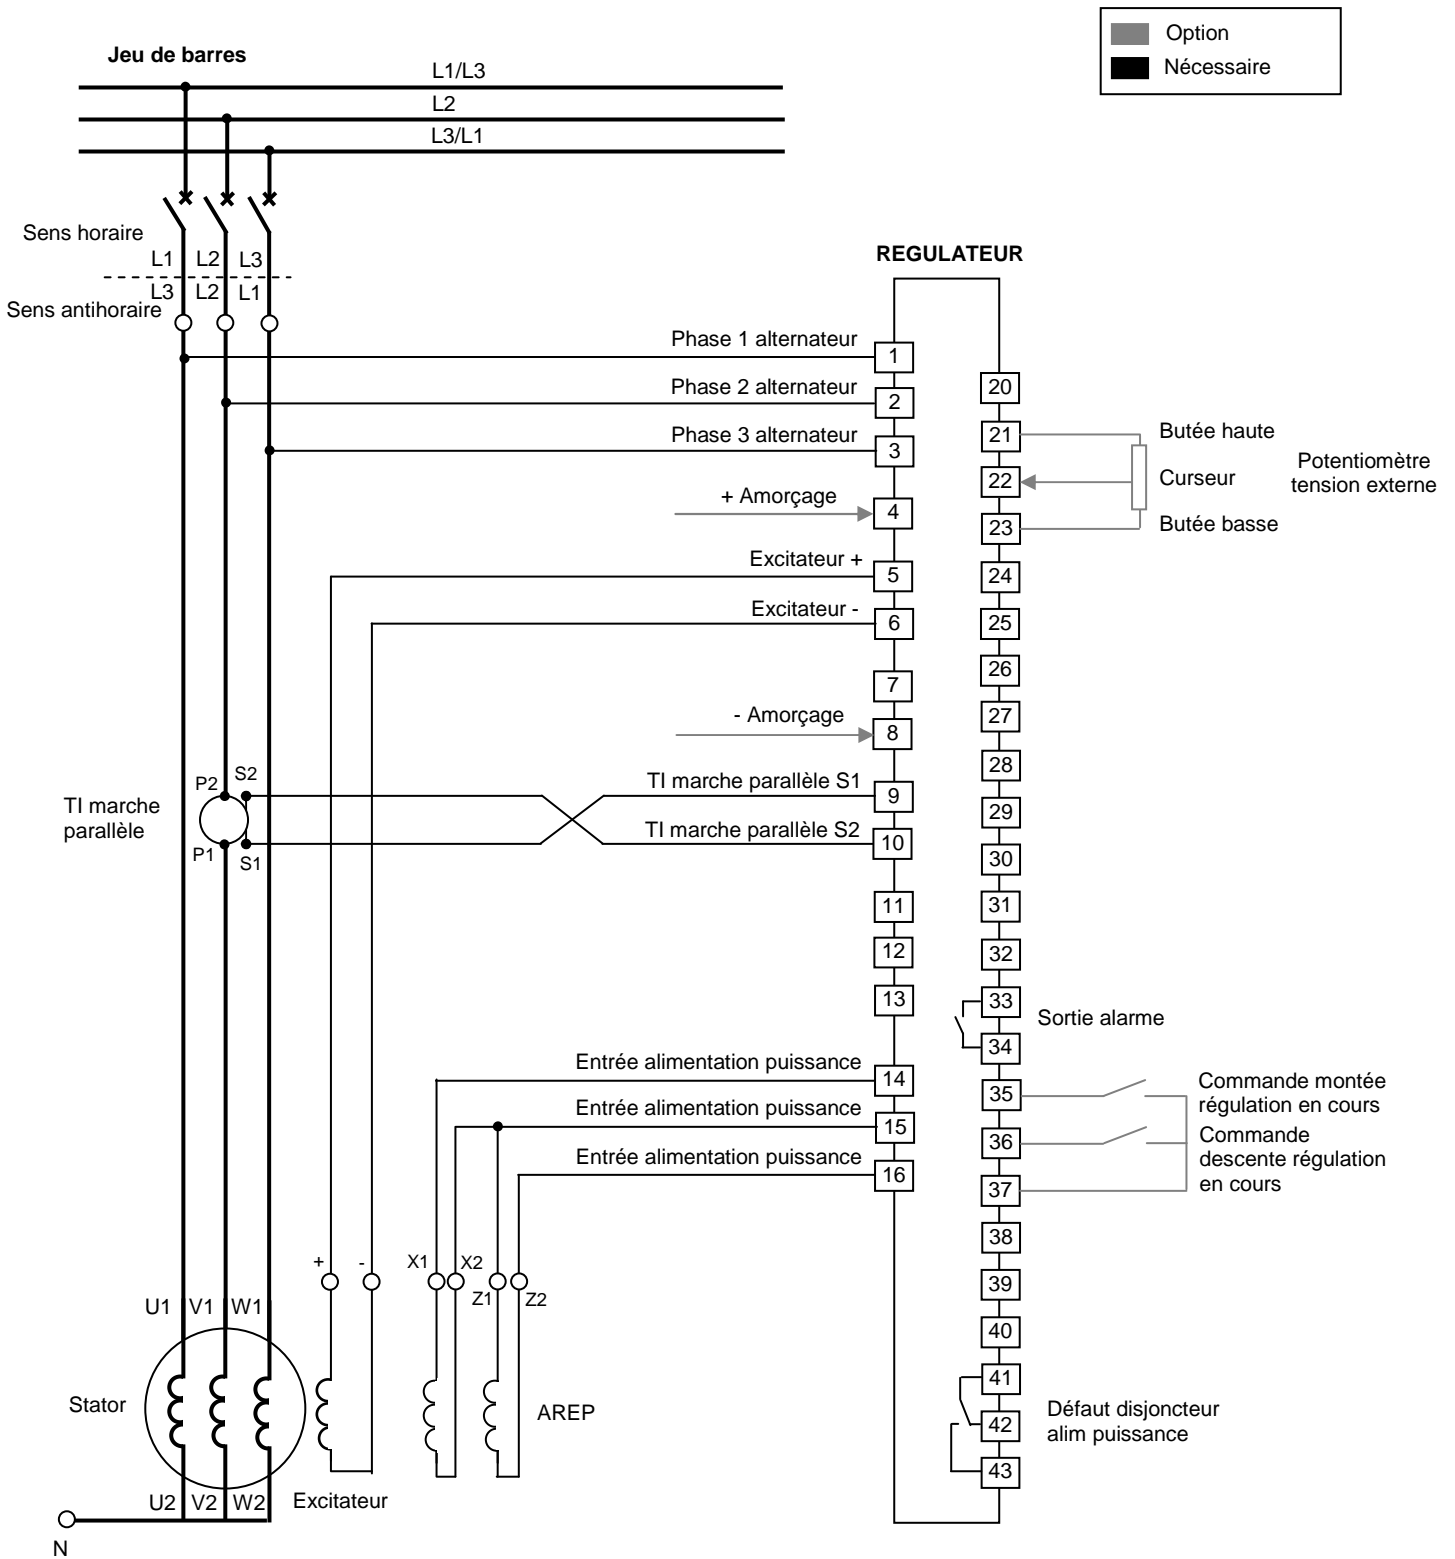 Option
Nécessaire
Jeu de barres
L1/L3
L2
L3/L1
Sens horaire
L1 L2 L3
L3 L2 L1
Sens antihoraire
REGULATEUR
Phase 1 alternateur
1
Phase 2 alternateur
2
Phase 3 alternateur
3
+ Amorçage
4
Excitateur +
5
Excitateur -
6
7
- Amorçage
8
TI marche
parallèle
P2
S2
P1
S1
TI marche parallèle S1
9
TI marche parallèle S2
10
11
12
13
Entrée alimentation puissance
14
Entrée alimentation puissance
15
Entrée alimentation puissance
16
20
21
Butée haute
22
Curseur
23
Butée basse
Potentiomètre
tension externe
24
25
26
27
28
29
30
31
32
33
Sortie alarme
34
35
Commande montée
régulation en cours
36
Commande
descente régulation
en cours
37
38
39
40
41
42
Défaut disjoncteur
alim puissance
43
+
-
X1
X2
Z1
Z2
U1 V1 W1
Stator
AREP
U2 V2 W2
Excitateur
N